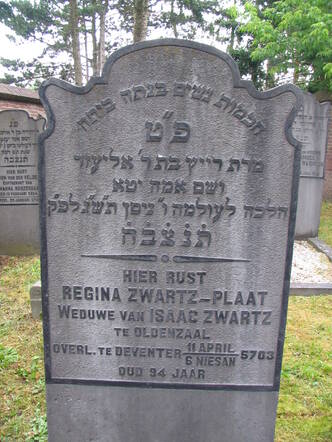 חכמות נשים בנתה ביתה
פ״ט
מרת רייץ בת ר׳ אליעזר
ושם אמה יטא
הלכה לעולמה ו׳ ניסן תש״ג לפ״ק
תנצבה
HIER RUST
REGINA ZWARTZ-PLAAT
WEDUWE VAN ISAAC ZWARTZ
TE OLDENZAAL
OVERL. TE DEVENTER 11 APRIL 5703
6 NIESAN
OUD 94 JAAR